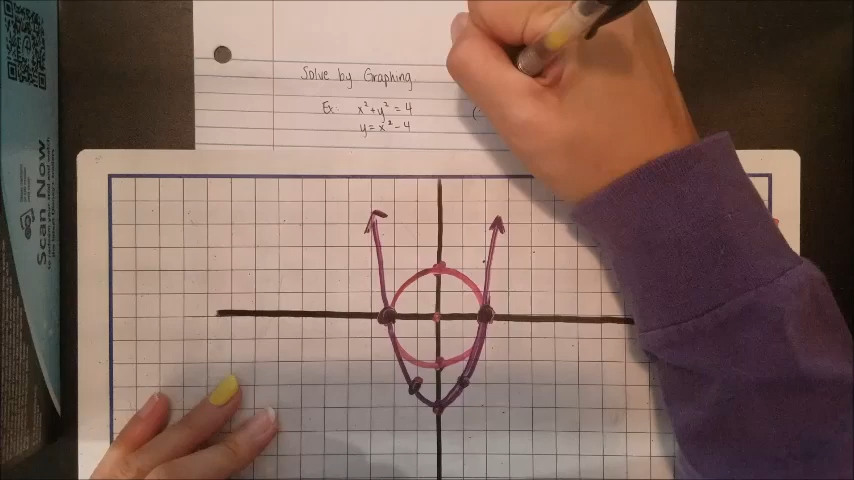 Solve by Graphing
Ex: x² + y² = 4
(-
y = x² - 4
Scan Now